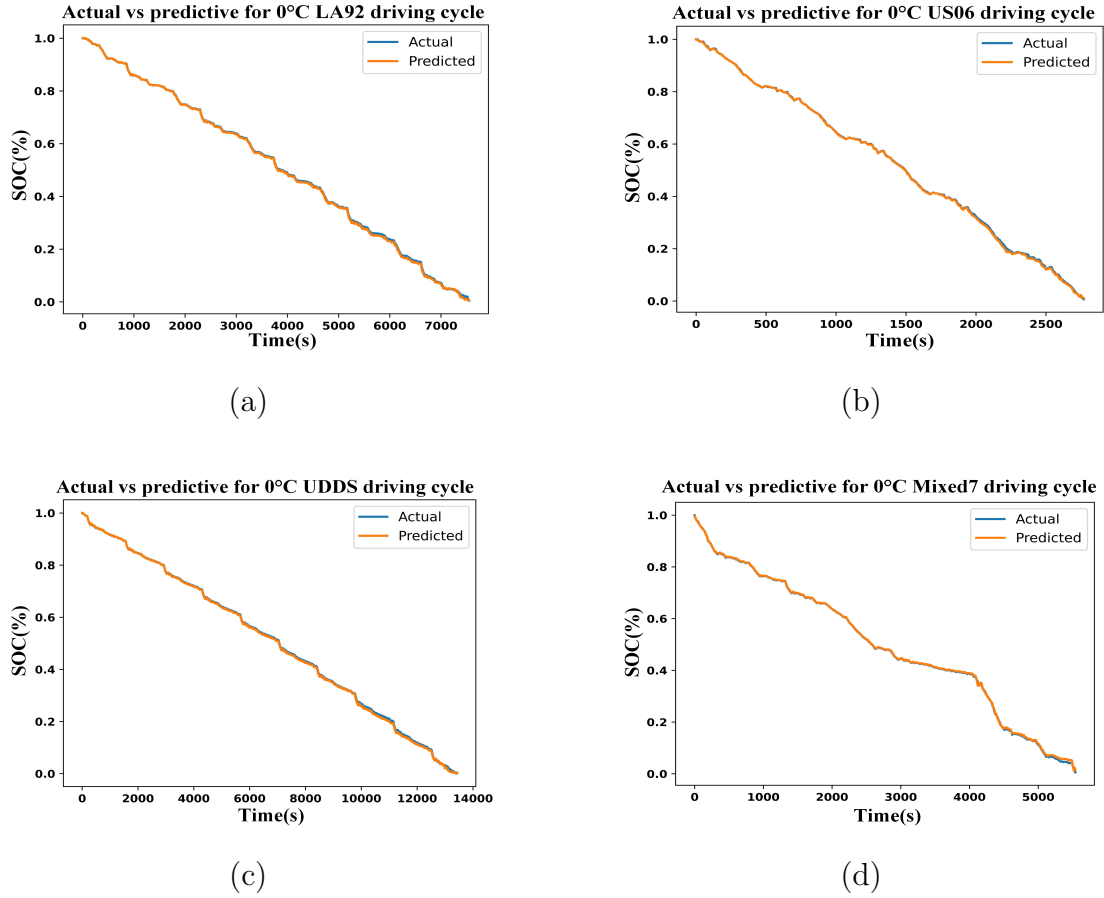 Actual vs predictive for 0°C LA92 driving cycle
Actual
Predicted
1.0
0.8
0.6
0.4
0.2
0.0
SOC(%)
0 1000 2000 3000 4000 5000 6000 7000
Time(s)
(a)
Actual vs predictive for 0°C US06 driving cycle
Actual
Predicted
1.0
0.8
0.6
0.4
0.2
0.0
SOC(%)
0 500 1000 1500 2000 2500
Time(s)
(b)
Actual vs predictive for 0°C UDDS driving cycle
Actual
Predicted
1.0
0.8
0.6
0.4
0.2
0.0
SOC(%)
0 2000 4000 6000 8000 10000 12000 14000
Time(s)
(c)
Actual vs predictive for 0°C Mixed7 driving cycle
Actual
Predicted
1.0
0.8
0.6
0.4
0.2
0.0
SOC(%)
0 1000 2000 3000 4000 5000
Time(s)
(d)